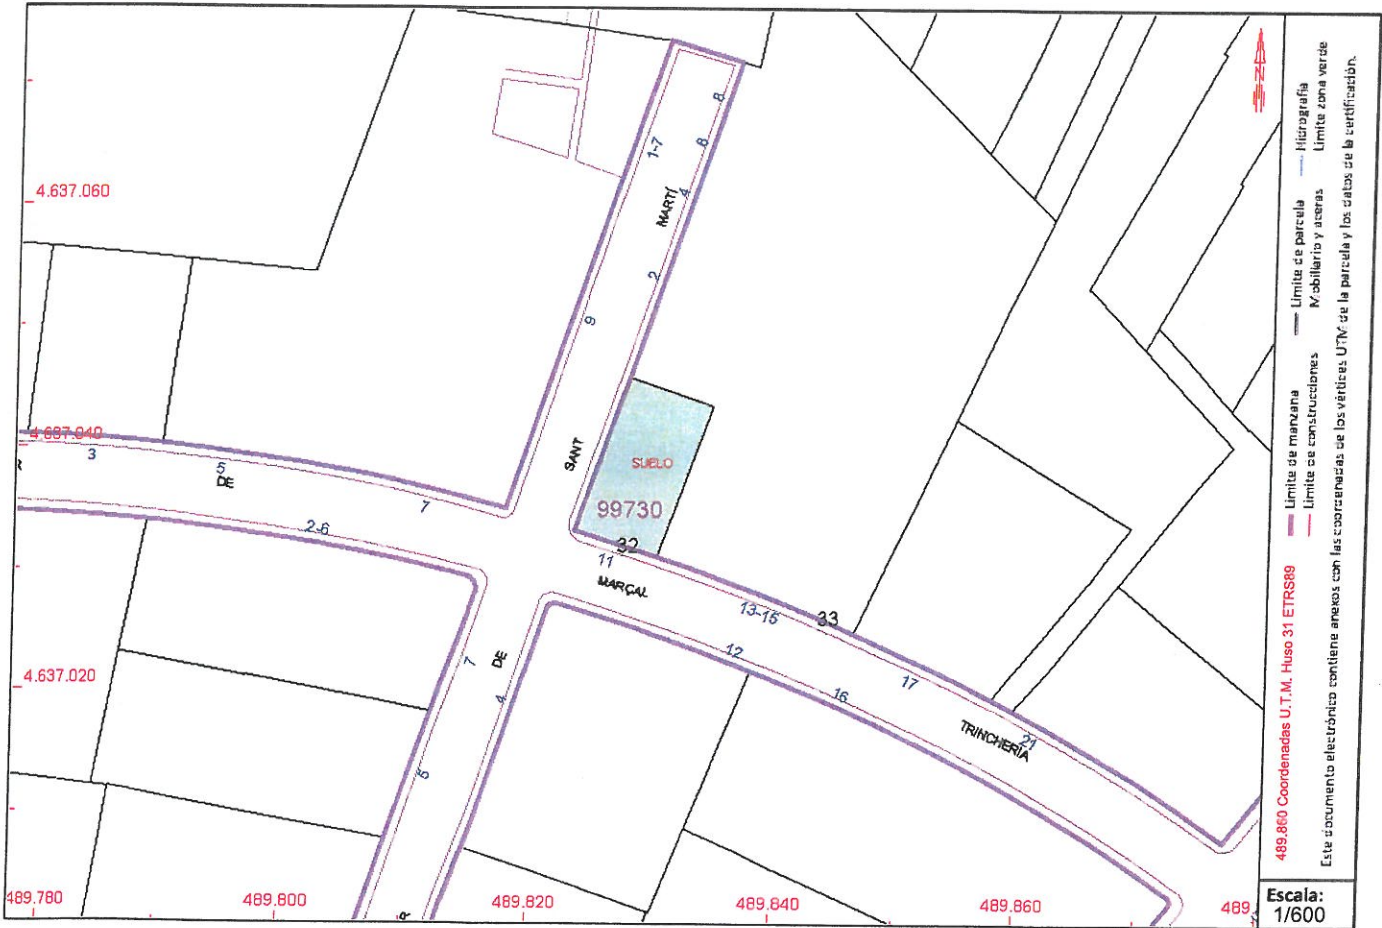 4.637.060
4.637.040
4.637.020
489.780
489.800
489.820
489.840
489.860
489.
8
8
1-7
4
MARTÍ
2
9
SANT
SUELO
99730
3
5
DE
7
2-6
32
11
MARÇAL
13-15
33
12
17
16
7
DE
4
5
21
TRINCHERIA
R
489.860 Coordenadas U.T.M. Huso 31 ETRS89
Límite de manzana
Límite de parcela
Hidrografía
Límite de construcciones
Mobiliario y aceras
Límite zona verde
Este documento electrónico contiene anexos con las coordenadas de los vértices UTM de la parcela y los datos de la certificación.
Escala:
1/600